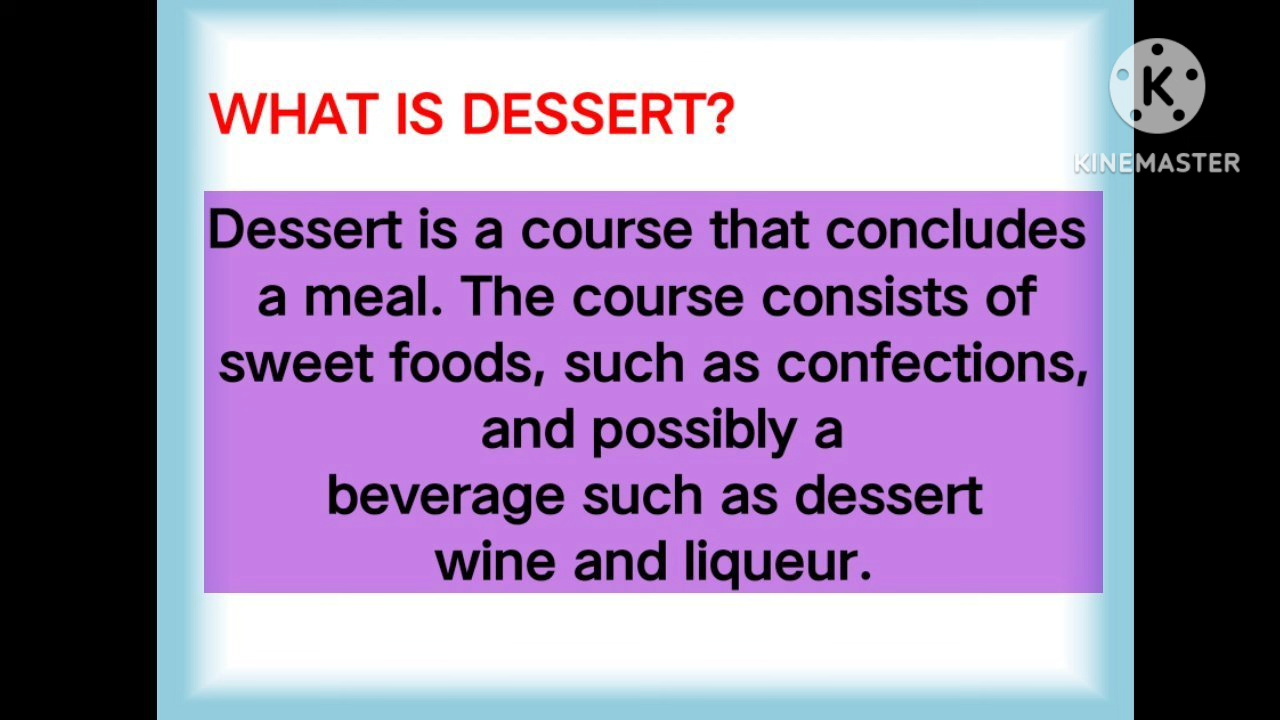 WHAT IS DESSERT?
K
KINEMASTER
Dessert is a course that concludes
a meal. The course consists of
sweet foods, such as confections,
and possibly a
beverage such as dessert
wine and liqueur.